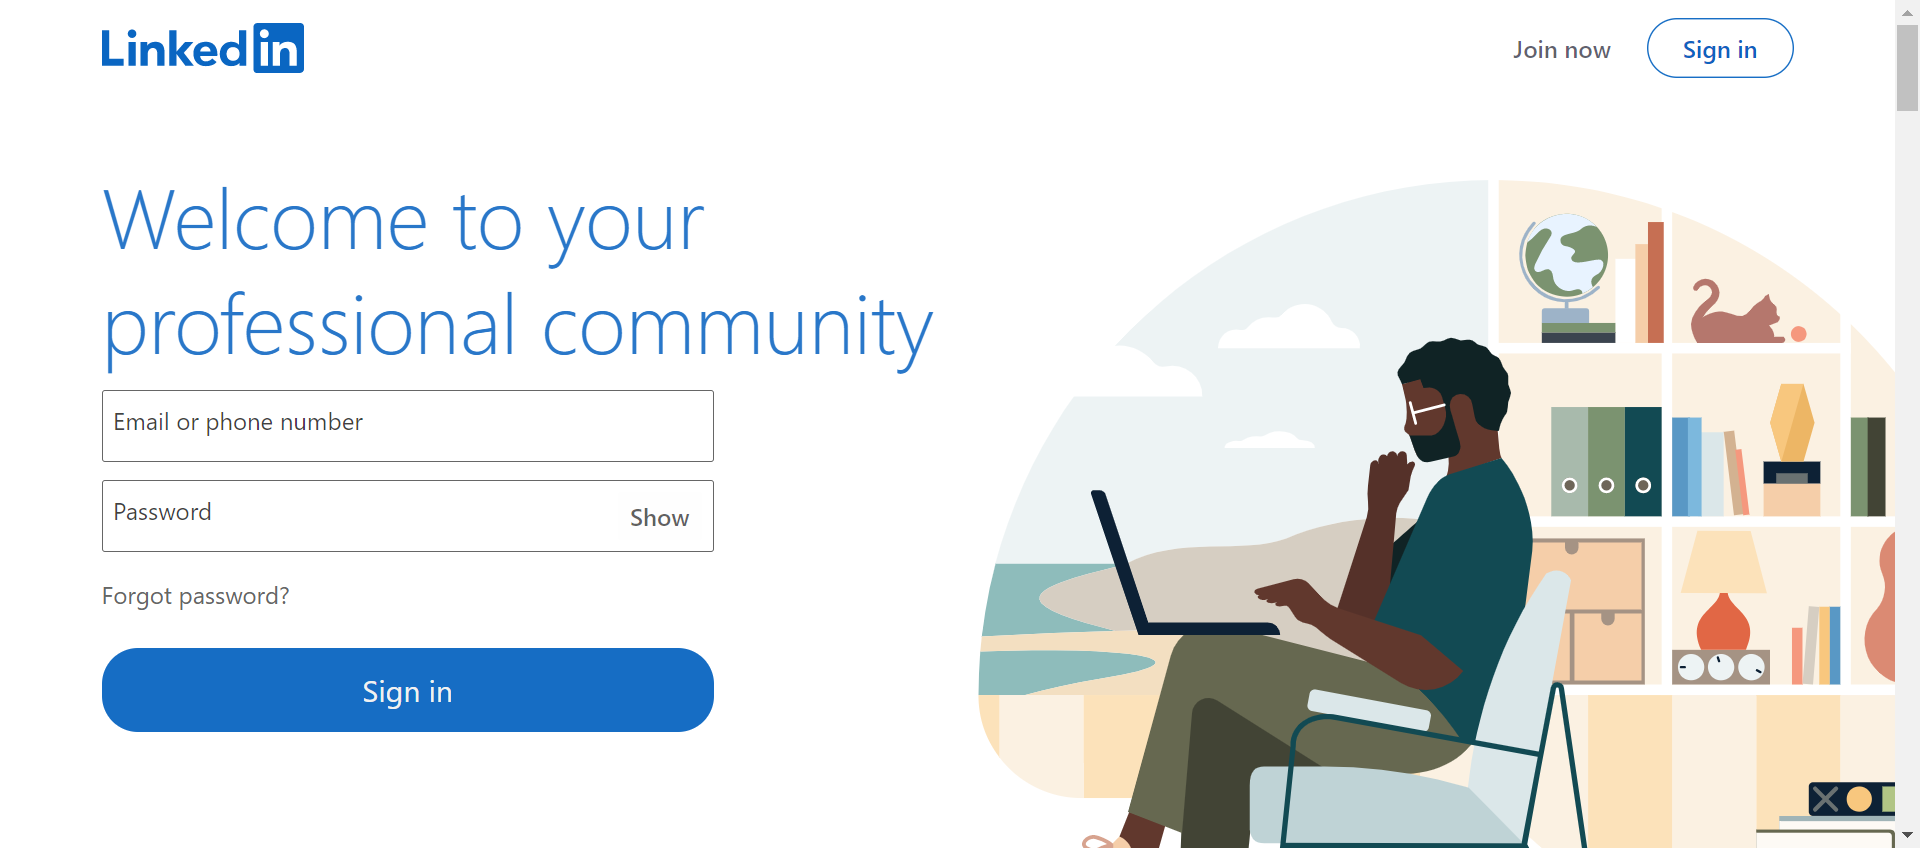 LinkedIn
Join now
Sign in
Welcome to your
professional community
Email or phone number
Password
Show
Forgot password?
Sign in